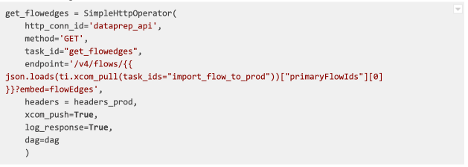 get_flowedges = SimpleHttpOperator(
    http_conn_id='dataprep_api',
    method='GET',
    task_id="get_flowedges",
    endpoint='/v4/flows/{{
json.loads(ti.xcom_pull(task_ids="import_flow_to_prod"))["primaryFlowIds"][0]
}}?embed=flowEdges',
    headers = headers_prod,
    xcom_push=True,
    log_response=True,
    dag=dag
    )